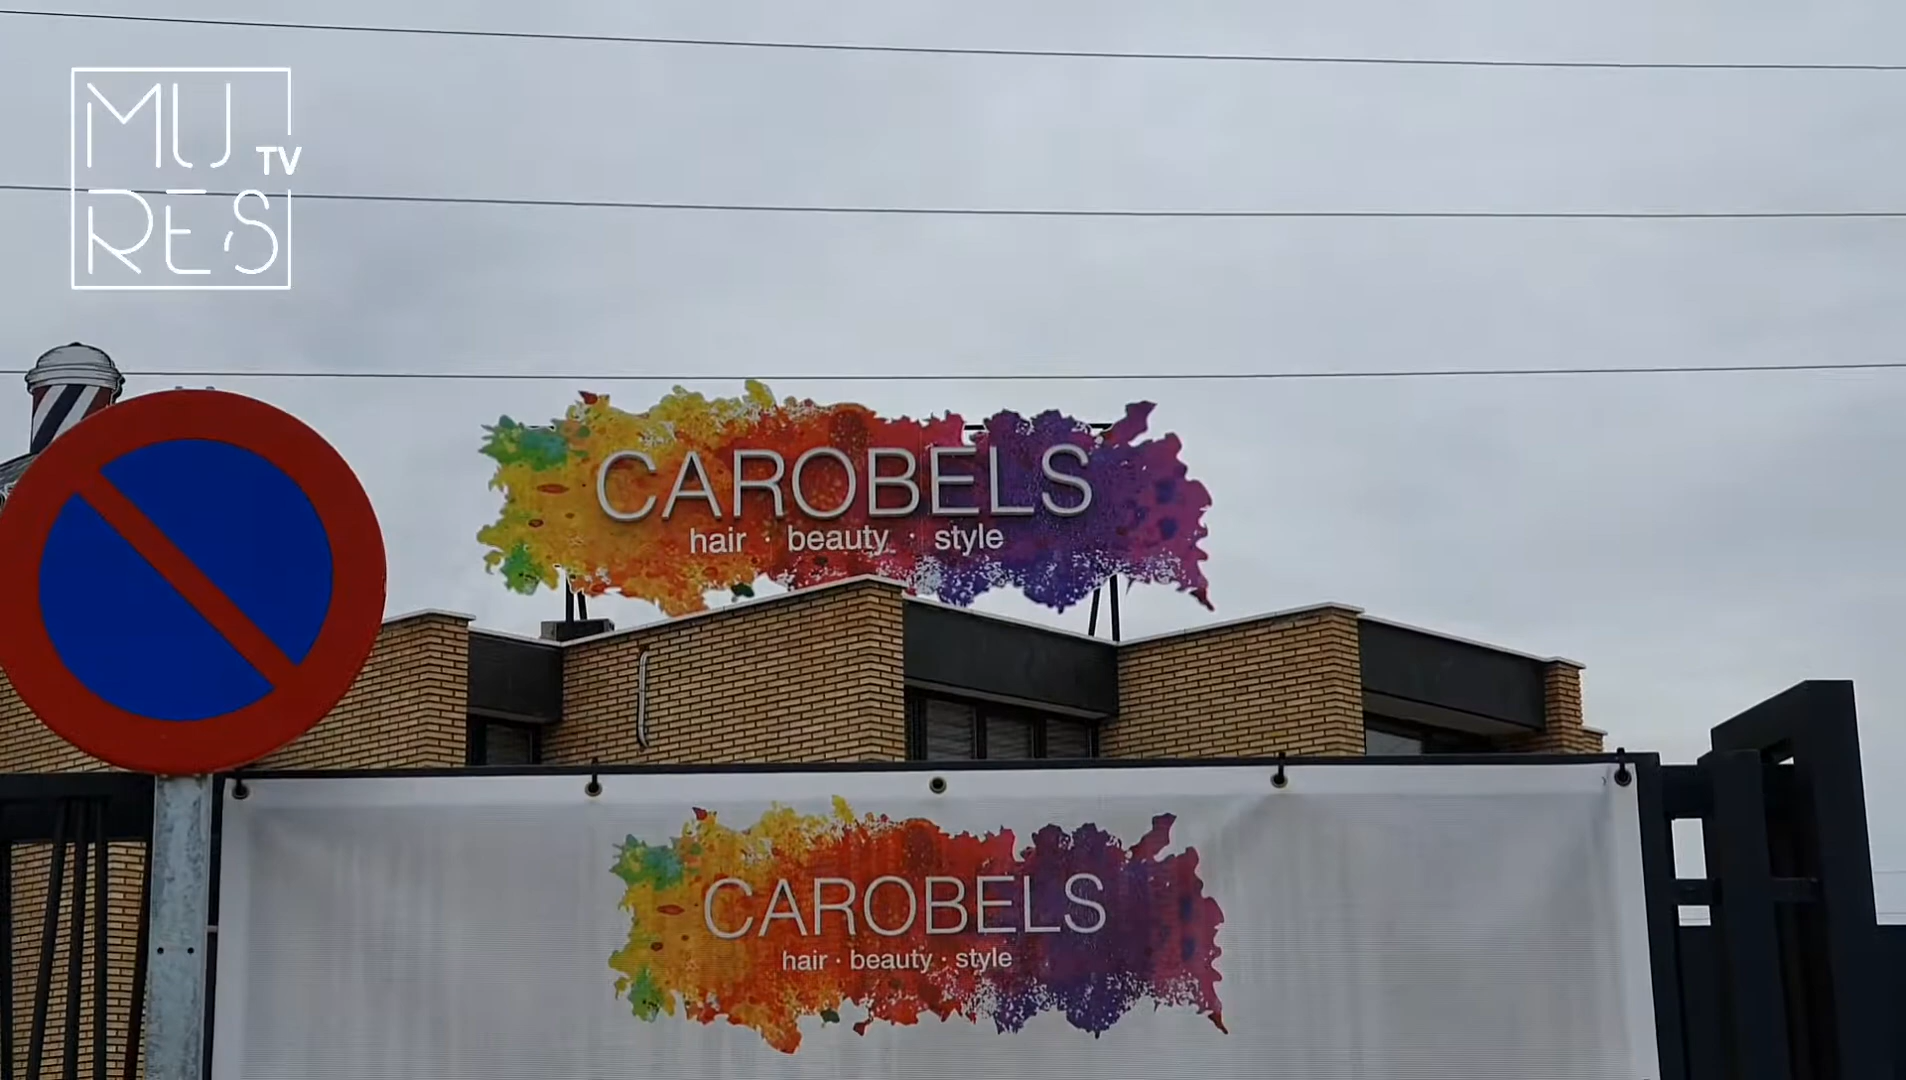 MU
TV
RES
CAROBELS
hair · beauty · style
CAROBELS
hair · beauty · style